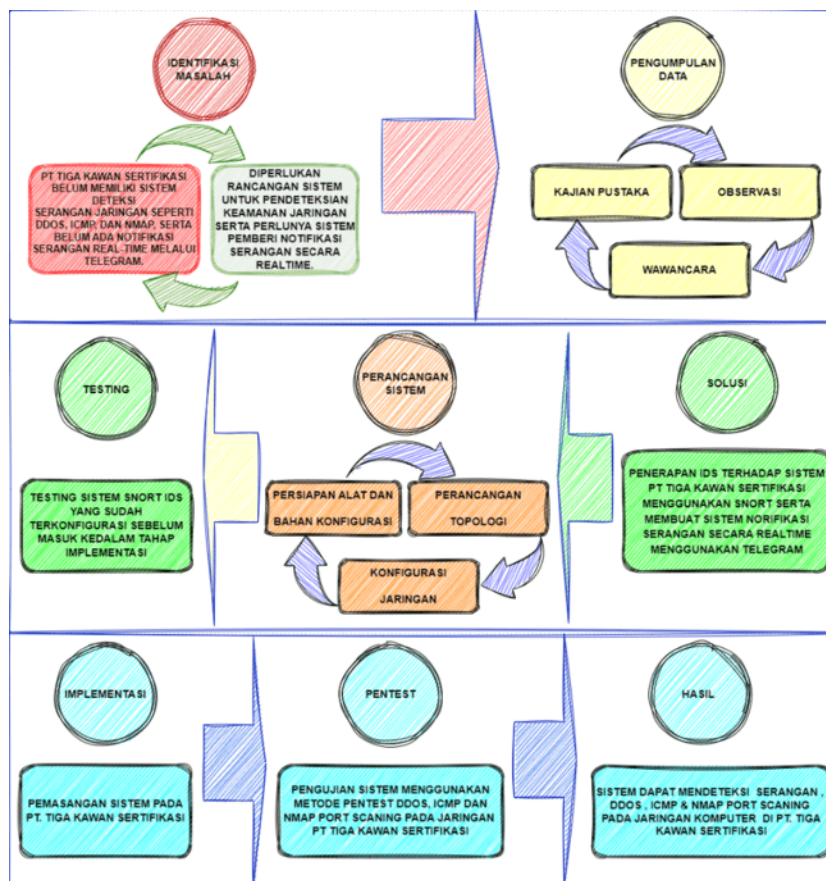 IDENTIFIKASI
MASALAH
PENGUMPULAN
DATA
PT TIGA KAWAN SERTIFIKASI
BELUM MEMILIKI SISTEM
DETEKSI
SERANGAN JARINGAN SEPERTI
DDOS, ICMP, DAN NMAP, SERTA
BELUM ADA NOTIFIKASI
SERANGAN REAL-TIME MELALUI
TELEGRAM.
DIPERLUKAN
RANCANGAN SISTEM
UNTUK PENDETEKSIAN
KEAMANAN JARINGAN
SERTA PERLUNYA SISTEM
PEMBERI NOTIFIKASI
SERANGAN SECARA
REALTIME.
KAJIAN PUSTAKA
OBSERVASI
WAWANCARA
TESTING
PERANCANGAN
SISTEM
SOLUSI
TESTING SISTEM SNORT IDS
YANG SUDAH
TERKONFIGURASI SEBELUM
MASUK KEDALAM TAHAP
IMPLEMENTASI
PERSIAPAN ALAT DAN
BAHAN KONFIGURASI
PERANCANGAN
TOPOLOGI
KONFIGURASI
JARINGAN
PENERAPAN IDS TERHADAP SISTEM
PT TIGA KAWAN SERTIFIKASI
MENGGUNAKAN SNORT SERTA
MEMBUAT SISTEM NORIFIKASI
SERANGAN SECARA REALTIME
MENGGUNAKAN TELEGRAM
IMPLEMENTASI
PENTEST
HASIL
PEMASANGAN SISTEM PADA
PT. TIGA KAWAN SERTIFIKASI
PENGUJIAN SISTEM MENGGUNAKAN
METODE PENTEST DDOS, ICMP DAN
NMAP PORT SCANING PADA JARINGAN
PT TIGA KAWAN SERTIFIKASI
SISTEM DAPAT MENDETEKSI SERANGAN ,
DDOS , ICMP & NMAP PORT SCANING
PADA JARINGAN KOMPUTER DI PT. TIGA
KAWAN SERTIFIKASI